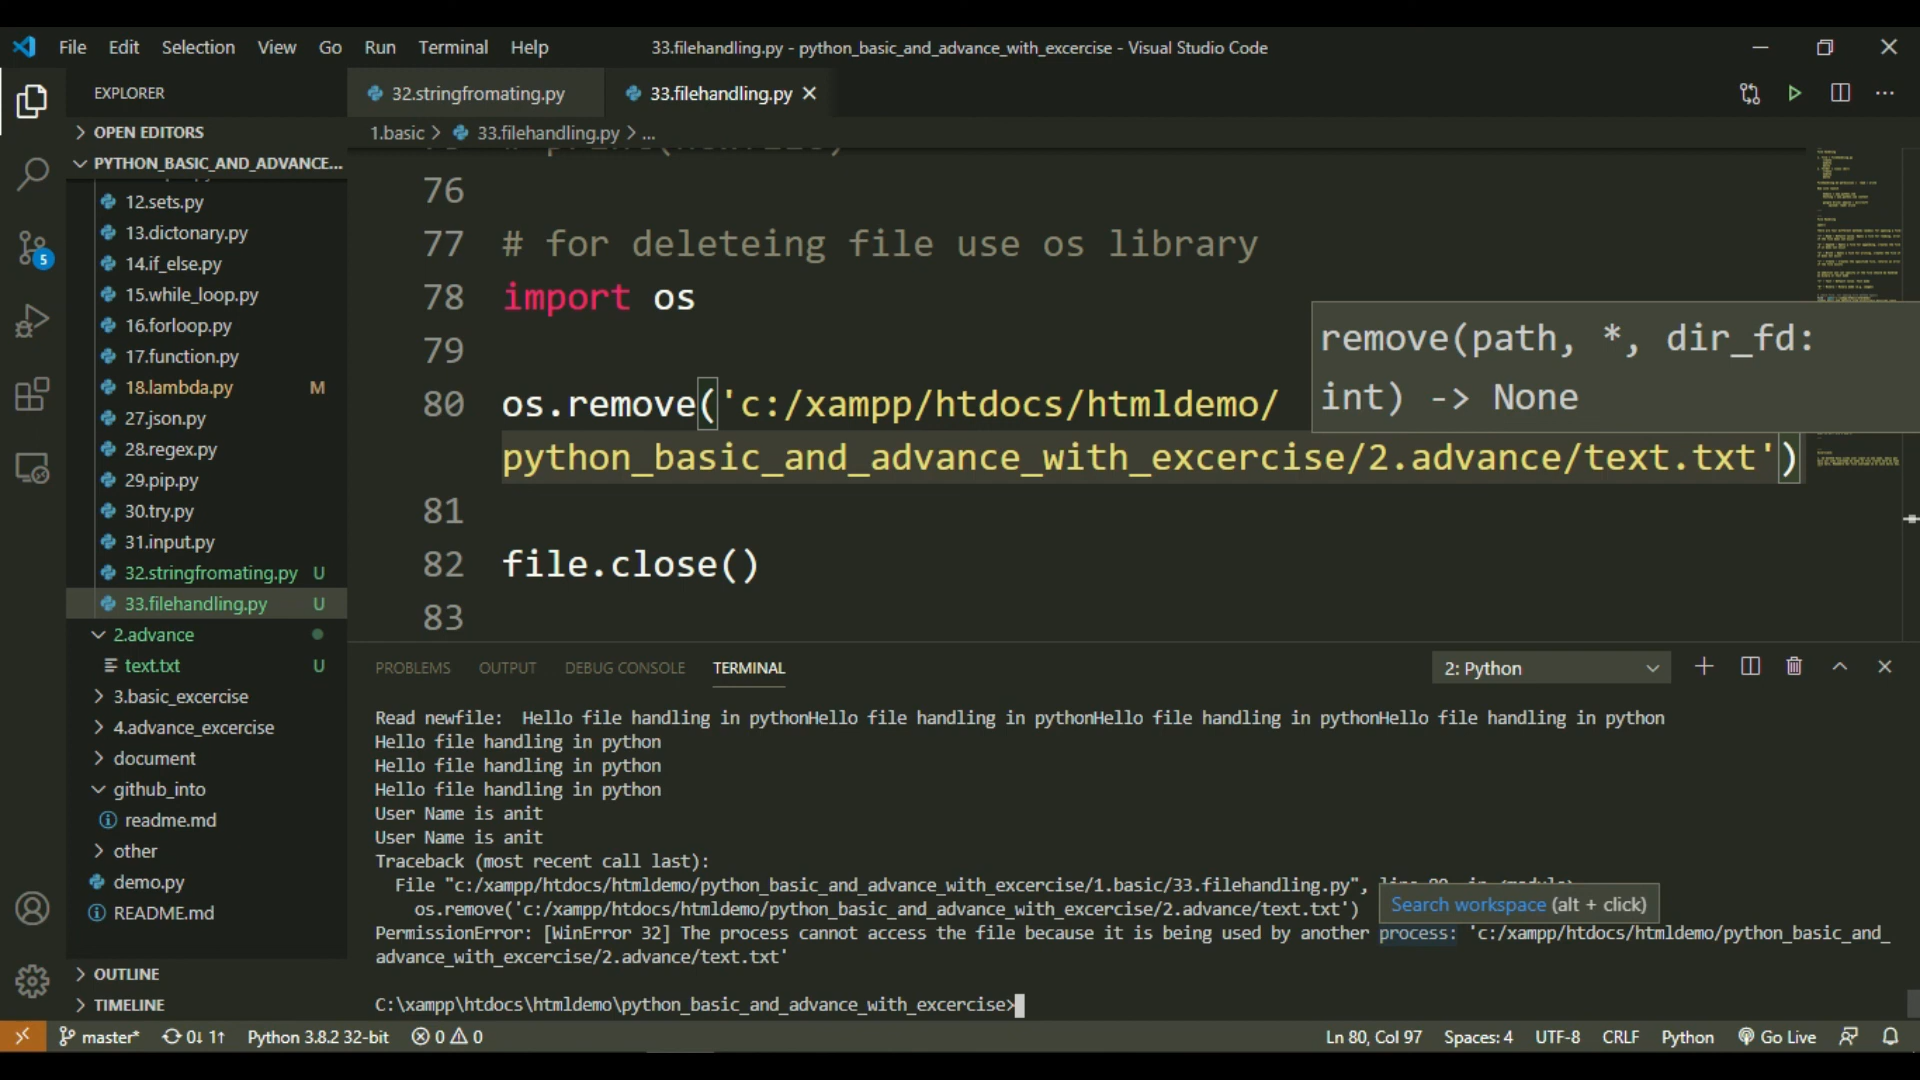 File Edit Selection View Go Run Terminal Help 33.filehandling.py - python_basic_and_advance_with_excercise - Visual Studio Code
EXPLORER
32.stringfromating.py
33.filehandling.py
OPEN EDITORS
1.basic > 33.filehandling.py > ...
PYTHON_BASIC_AND_ADVANCE...
12.sets.py
13.dictonary.py
14.if_else.py
15.while_loop.py
16.forloop.py
17.function.py
18.lambda.py M
27.json.py
28.regex.py
29.pip.py
30.try.py
31.input.py
32.stringfromating.py U
33.filehandling.py U
2.advance
text.txt U
3.basic_excercise
4.advance_excercise
document
github_into
readme.md
other
demo.py
README.md
OUTLINE
TIMELINE
5
76
77 # for deleteing file use os library
78 import os
79
80 os.remove('c:/xampp/htdocs/htmldemo/
python_basic_and_advance_with_excercise/2.advance/text.txt')
81
82 file.close()
83
remove(path, *, dir_fd:
int) -> None
PROBLEMS OUTPUT DEBUG CONSOLE TERMINAL 2: Python
Read newfile:  Hello file handling in pythonHello file handling in pythonHello file handling in pythonHello file handling in python
Hello file handling in python
Hello file handling in python
Hello file handling in python
User Name is anit
User Name is anit
Traceback (most recent call last):
File "c:/xampp/htdocs/htmldemo/python_basic_and_advance_with_excercise/1.basic/33.filehandling.py",
os.remove('c:/xampp/htdocs/htmldemo/python_basic_and_advance_with_excercise/2.advance/text.txt')
Search workspace (alt + click)
PermissionError: [WinError 32] The process cannot access the file because it is being used by another process: 'c:/xampp/htdocs/htmldemo/python_basic_and_
advance_with_excercise/2.advance/text.txt'
C:\xampp\htdocs\htmldemo\python_basic_and_advance_with_excercise>
master* 0↓ 1↑ Python 3.8.2 32-bit 0 0 Ln 80, Col 97 Spaces: 4 UTF-8 CRLF Python Go Live